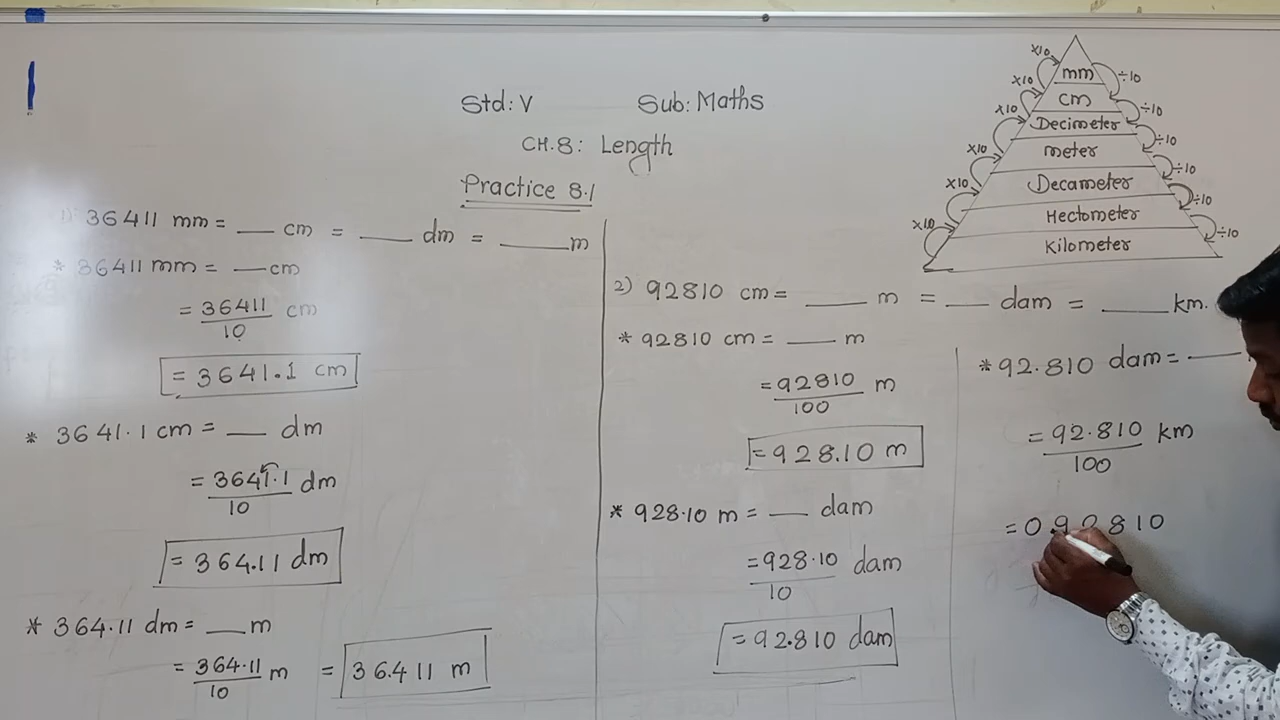 Std: V Sub: Maths
CH.8: Length
Practice 8.1
×10 mm ÷10
×10 cm ÷10
×10 Decimeter ÷10
×10 meter ÷10
×10 Decameter ÷10
×10 Hectometer ÷10
Kilometer
1) 36411 mm = ___ cm = ___ dm = ___ m
* 36411 mm = ___ cm
= 36411/10 cm
= 3641.1 cm
* 3641.1 cm = ___ dm
= 3641.1/10 dm
= 364.11 dm
* 364.11 dm = ___ m
= 364.11/10 m = 36.411 m
2) 92810 cm = ___ m = ___ dam = ___ km.
* 92810 cm = ___ m
= 92810/100 m
= 928.10 m
* 928.10 m = ___ dam
= 928.10/10 dam
= 92.810 dam
* 92.810 dam = ___
= 92.810/100 km
= 0.90810